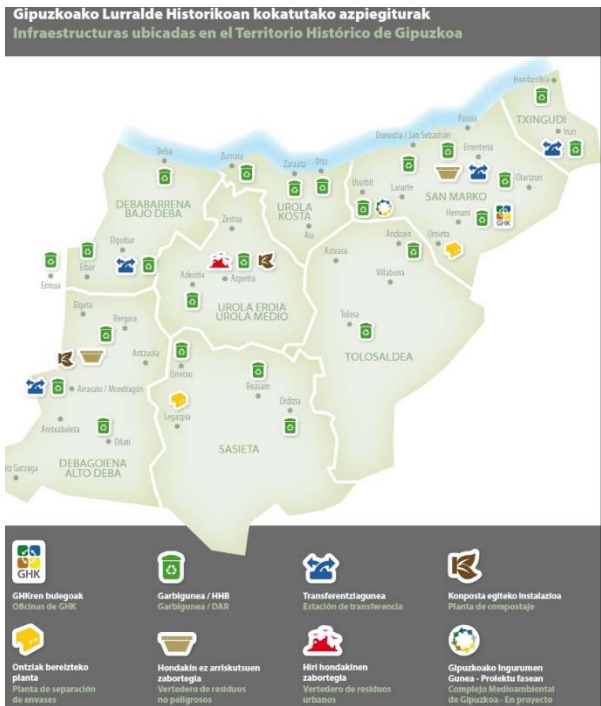 Gipuzkoako Lurralde Historikoan kokatutako azpiegiturak
Infraestructuras ubicadas en el Territorio Histórico de Gipuzkoa
Hondarribia
TXINGUDI
Irun
Pasaia
Donestia / San Sebastián
Errenteria
Oiartzun
Lasarte
SAN MARKO
Usurbil
Hernani
GHK
Urnieta
Deba
Zumaia
Zarautz
Orio
DEBABARRENA
BAJO DEBA
UROLA
KOSTA
Zestoa
Aia
Andoain
Asteasu
Villabona
Elgoibar
Eibar
Ermua
Azkoitia
Azpeitia
UROLA ERDIA
UROLA MEDIO
Tolosa
TOLOSALDEA
Elgeta
Bergara
Antzuola
Arrasate / Mondragón
Urretxu
Beasain
Ordizia
Legazpia
SASIETA
Aretxabaleta
Oñati
DEBAGOIENA
ALTO DEBA
tz Gatzaga
GHK
GHKren bulegoak
Oficinas de GHK
Garbigunea / HHB
Garbigunea / DAR
Transferentziagunea
Estación de transferencia
Konposta egiteko instalazioa
Planta de compostaje
Ontziak bereizteko
planta
Planta de separación
de envases
Hondakin ez arriskutsuen
zabortegia
Vertedero de residuos
no peligrosos
Hiri hondakinen
zabortegia
Vertedero de residuos
urbanos
Gipuzkoako Ingurumen
Gunea - Proiektu fasean
Complejo Medioambiental
de Gipuzkoa - En proyecto